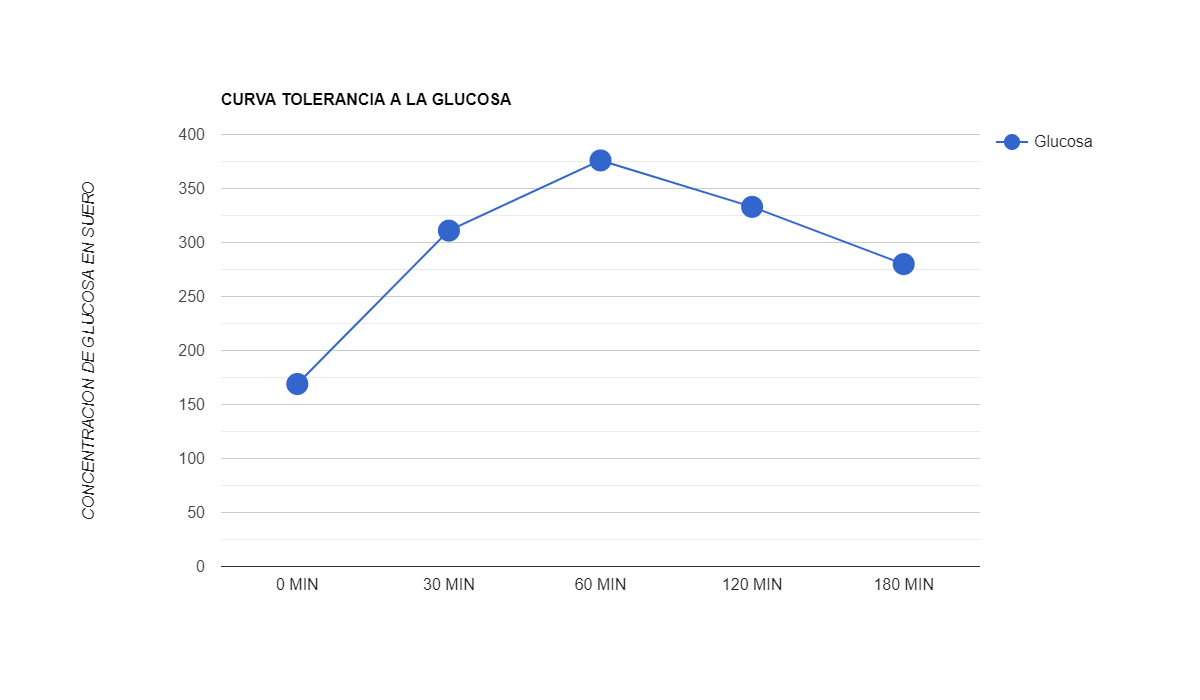 CURVA TOLERANCIA A LA GLUCOSA
CONCENTRACION DE GLUCOSA EN SUERO
400
350
300
250
200
150
100
50
0
0 MIN
30 MIN
60 MIN
120 MIN
180 MIN
Glucosa